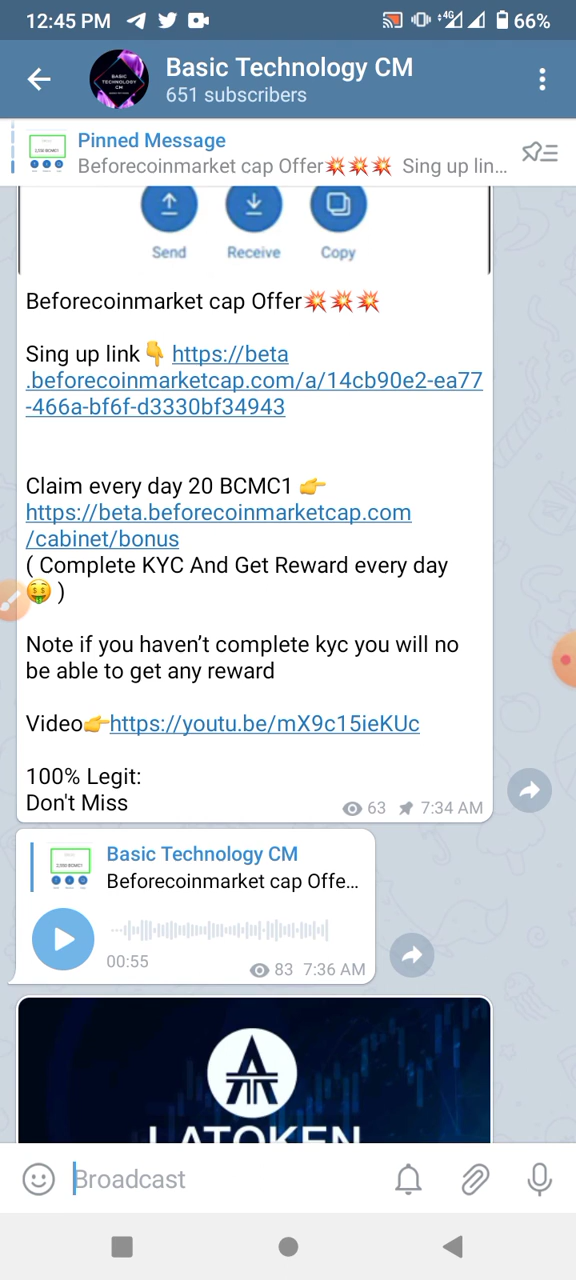 12:45 PM
4G
66%
BASIC
TECHNOLOGY
CM
Basic Technology CM
651 subscribers
Pinned Message
Beforecoinmarket cap Offer💥💥💥 Sing up lin...
Send Receive Copy
Beforecoinmarket cap Offer💥💥💥
Sing up link👇 https://beta
.beforecoinmarketcap.com/a/14cb90e2-ea77
-466a-bf6f-d3330bf34943
Claim every day 20 BCMC1 👉
https://beta.beforecoinmarketcap.com
/cabinet/bonus
( Complete KYC And Get Reward every day
🤑 )
Note if you haven’t complete kyc you will no
be able to get any reward
Video👉https://youtu.be/mX9c15ieKUc
100% Legit:
Don't Miss
63 7:34 AM
Basic Technology CM
Beforecoinmarket cap Offe...
00:55
83 7:36 AM
LATOKEN
Broadcast